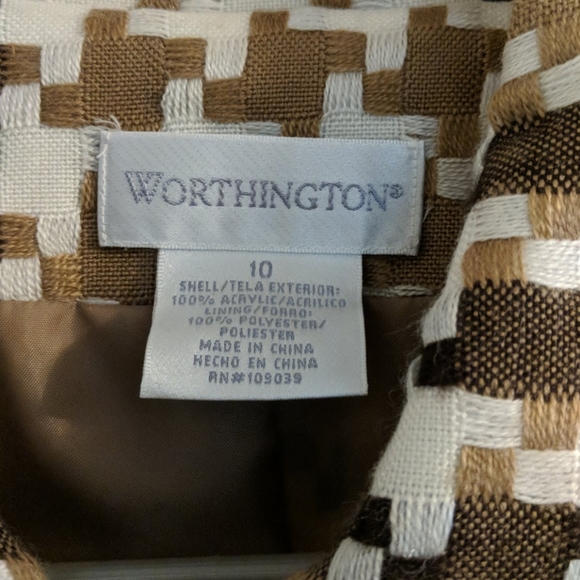 WORTHINGTON®
10
SHELL/TELA EXTERIOR:
100% ACRYLIC/ACRILICO
LINING/FORRO:
100% POLYESTER/
POLIESTER
MADE IN CHINA
HECHO EN CHINA
RN#109039